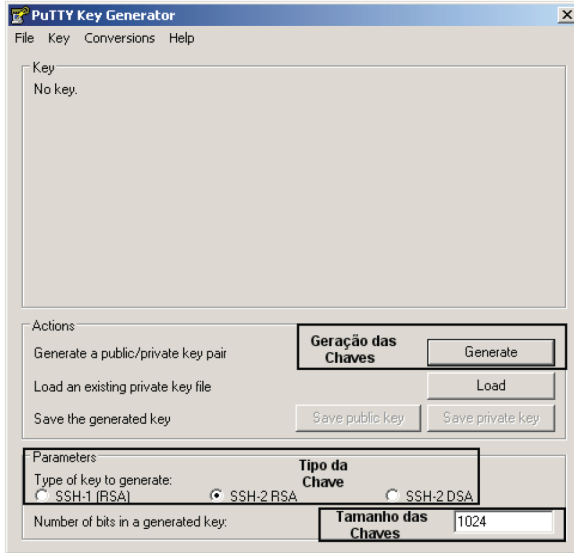 PuTTY Key Generator
File Key Conversions Help
Key
No key.
Actions
Generate a public/private key pair
Geração das
Chaves
Generate
Load an existing private key file
Load
Save the generated key
Save public key
Save private key
Parameters
Type of key to generate:
Tipo da
Chave
SSH-1 (RSA)
SSH-2 RSA
SSH-2 DSA
Number of bits in a generated key:
Tamanho das
Chaves
1024